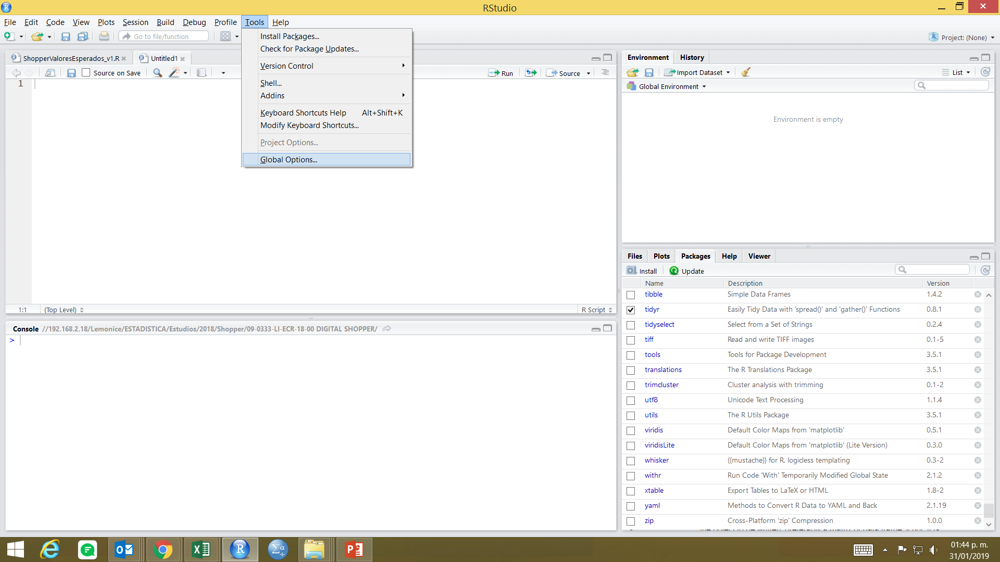 RStudio
File Edit Code View Plots Session Build Debug Profile Tools Help
Go to file/function
Project: (None)
Install Packages...
Check for Package Updates...
Version Control
Shell...
Addins
Keyboard Shortcuts Help Alt+Shift+K
Modify Keyboard Shortcuts...
Project Options...
Global Options...
ShopperValoresEsperados_v1.R Untitled1
Source on Save Run Source
1
1:1 (Top Level) R Script
Console //192.168.2.18/Lemonice/ESTADISTICA/Estudios/2018/Shopper/09-0333-LI-ECR-18-00 DIGITAL SHOPPER/
>
Environment History
Import Dataset List
Global Environment
Environment is empty
Files Plots Packages Help Viewer
Install Update
Name Description Version
tibble Simple Data Frames 1.4.2
tidyr Easily Tidy Data with 'spread()' and 'gather()' Functions 0.8.1
tidyselect Select from a Set of Strings 0.2.4
tiff Read and write TIFF images 0.1-5
tools Tools for Package Development 3.5.1
translations The R Translations Package 3.5.1
trimcluster Cluster analysis with trimming 0.1-2
utf8 Unicode Text Processing 1.1.4
utils The R Utils Package 3.5.1
viridis Default Color Maps from 'matplotlib' 0.5.1
viridisLite Default Color Maps from 'matplotlib' (Lite Version) 0.3.0
whisker {{mustache}} for R, logicless templating 0.3-2
withr Run Code 'With' Temporarily Modified Global State 2.1.2
xtable Export Tables to LaTeX or HTML 1.8-2
yaml Methods to Convert R Data to YAML and Back 2.1.19
zip Cross-Platform 'zip' Compression 1.0.0
01:44 p. m.
31/01/2019